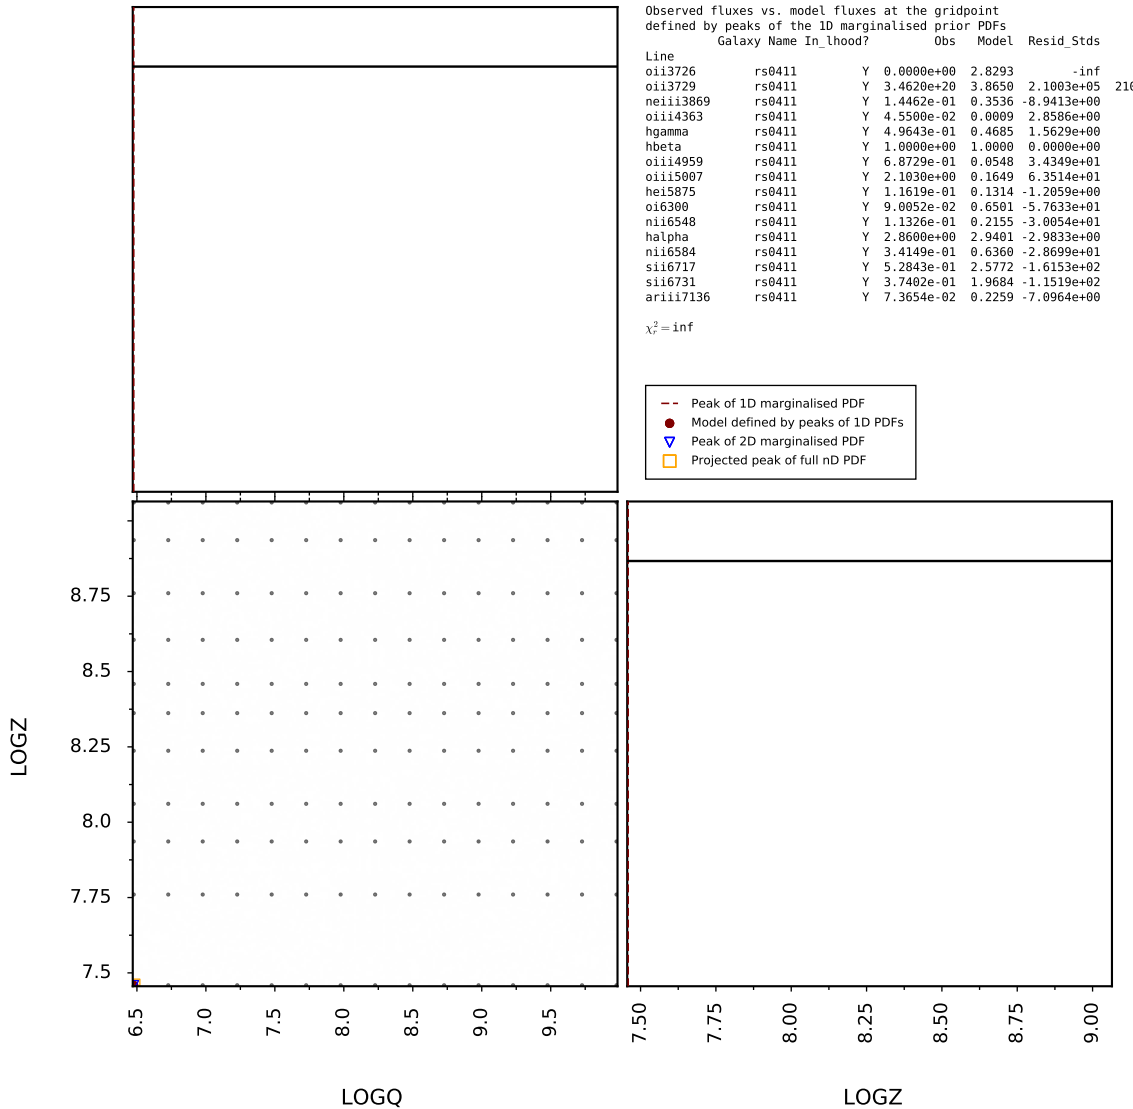 Observed fluxes vs. model fluxes at the gridpoint
defined by peaks of the 1D marginalised prior PDFs
Galaxy Name In_lhood? Obs Model Resid_Stds
Line
oii3726 rs0411 Y 0.0000e+00 2.8293 -inf
oii3729 rs0411 Y 3.4620e+20 3.8650 2.1003e+05 210
neiii3869 rs0411 Y 1.4462e-01 0.3536 -8.9413e+00
oiii4363 rs0411 Y 4.5500e-02 0.0009 2.8586e+00
hgamma rs0411 Y 4.9643e-01 0.4685 1.5629e+00
hbeta rs0411 Y 1.0000e+00 1.0000 0.0000e+00
oiii4959 rs0411 Y 6.8729e-01 0.0548 3.4349e+01
oiii5007 rs0411 Y 2.1030e+00 0.1649 6.3514e+01
hei5875 rs0411 Y 1.1619e-01 0.1314 -1.2059e+00
oi6300 rs0411 Y 9.0052e-02 0.6501 -5.7633e+01
nii6548 rs0411 Y 1.1326e-01 0.2155 -3.0054e+01
halpha rs0411 Y 2.8600e+00 2.9401 -2.9833e+00
nii6584 rs0411 Y 3.4149e-01 0.6360 -2.8699e+01
sii6717 rs0411 Y 5.2843e-01 2.5772 -1.6153e+02
sii6731 rs0411 Y 3.7402e-01 1.9684 -1.1519e+02
ariii7136 rs0411 Y 7.3654e-02 0.2259 -7.0964e+00
χ²ᵣ = inf
Peak of 1D marginalised PDF
Model defined by peaks of 1D PDFs
Peak of 2D marginalised PDF
Projected peak of full nD PDF
8.75
8.5
8.25
8.0
7.75
7.5
LOGZ
6.5 7.0 7.5 8.0 8.5 9.0 9.5
LOGQ
7.50 7.75 8.00 8.25 8.50 8.75 9.00
LOGZ